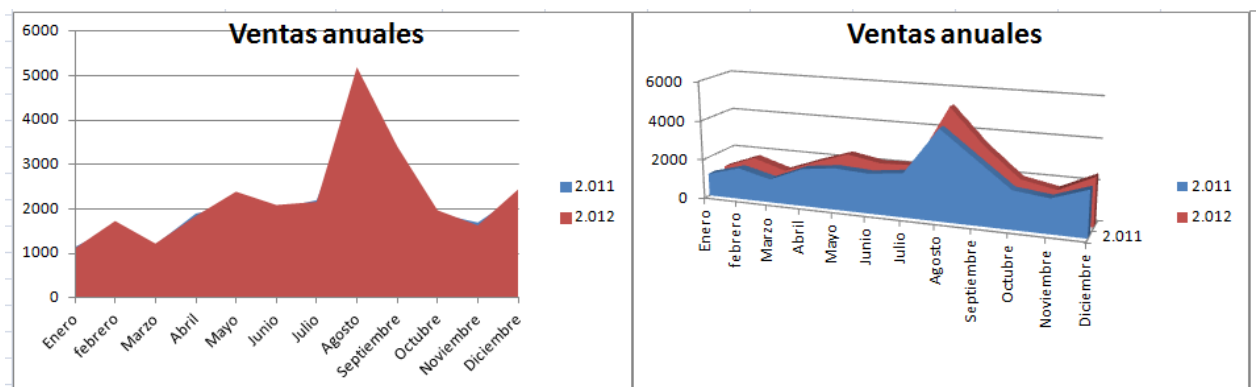 Ventas anuales
6000
5000
4000
3000
2000
1000
0
Enero
febrero
Marzo
Abril
Mayo
Junio
Julio
Agosto
Septiembre
Octubre
Noviembre
Diciembre
2.011
2.012
Ventas anuales
6000
4000
2000
0
Enero
febrero
Marzo
Abril
Mayo
Junio
Julio
Agosto
Septiembre
Octubre
Noviembre
Diciembre
2.011
2.011
2.012